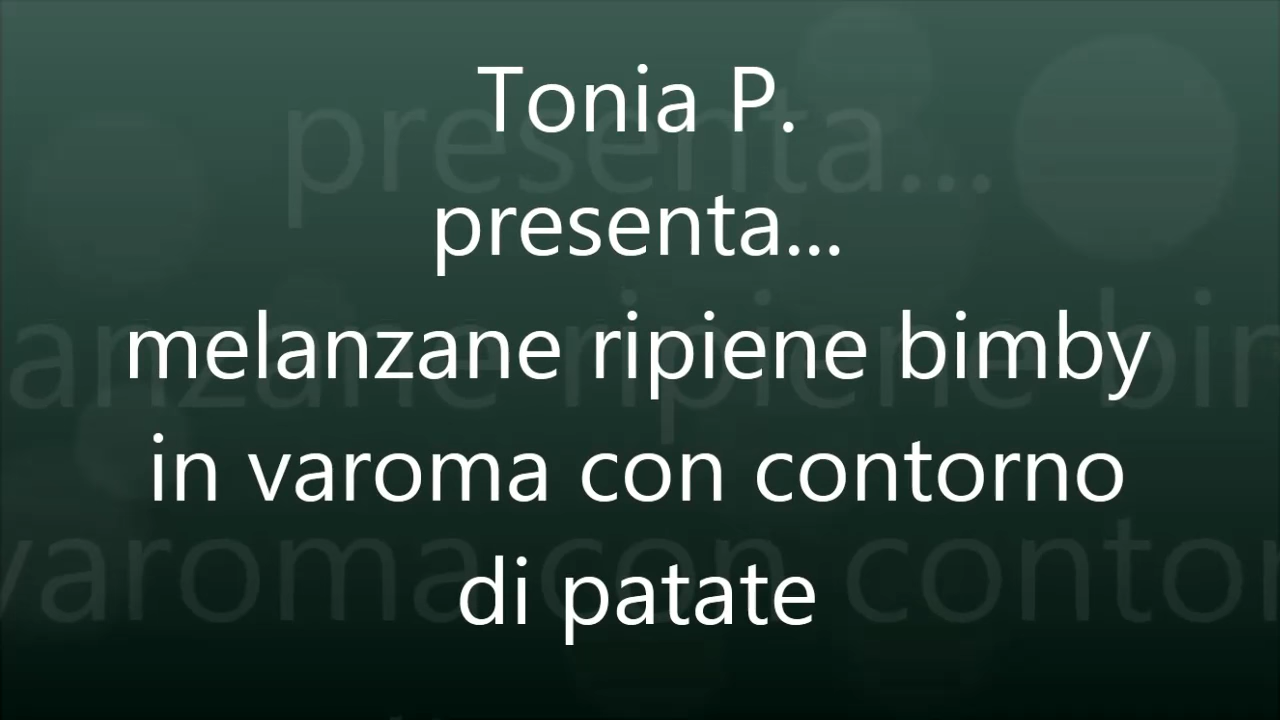 Tonia P.
presenta...
melanzane ripiene bimby
in varoma con contorno
di patate